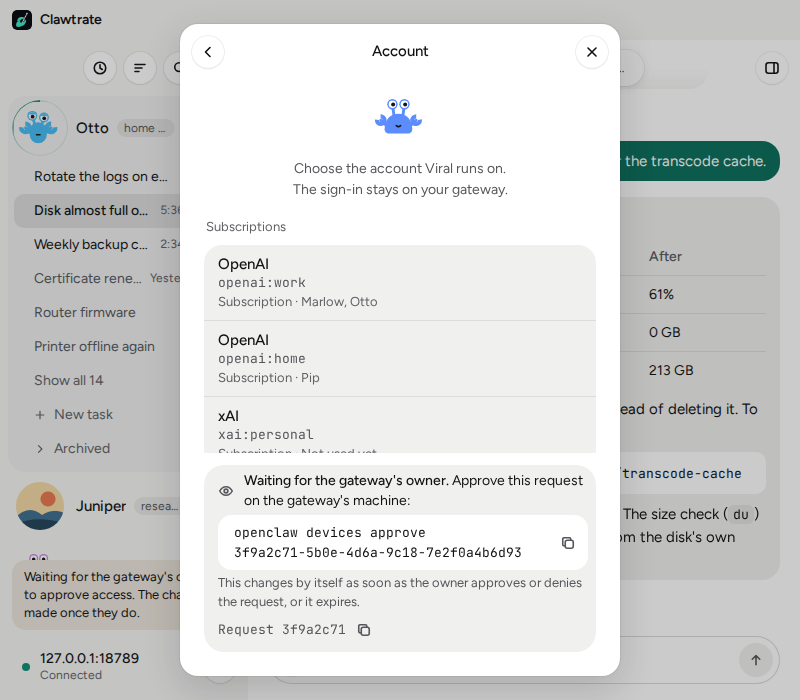 Clawtrate
Account
Otto
home ...
Rotate the logs on e...
Disk almost full o...
5:36
Weekly backup c...
2:34
Certificate rene...
Yeste
Router firmware
Printer offline again
Show all 14
+ New task
Archived
Juniper
resea...
Waiting for the gateway's o
to approve access. The cha
made once they do.
127.0.0.1:18789
Connected
Choose the account Viral runs on.
The sign-in stays on your gateway.
Subscriptions
OpenAI
openai:work
Subscription · Marlow, Otto
OpenAI
openai:home
Subscription · Pip
xAI
xai:personal
Subscription · Not used yet
Waiting for the gateway's owner. Approve this request
on the gateway's machine:
openclaw devices approve
3f9a2c71-5b0e-4d6a-9c18-7e2f0a4b6d93
This changes by itself as soon as the owner approves or denies
the request, or it expires.
Request 3f9a2c71
the transcode cache.
After
61%
0 GB
213 GB
ead of deleting it. To
/transcode-cache
The size check ( du )
om the disk's own